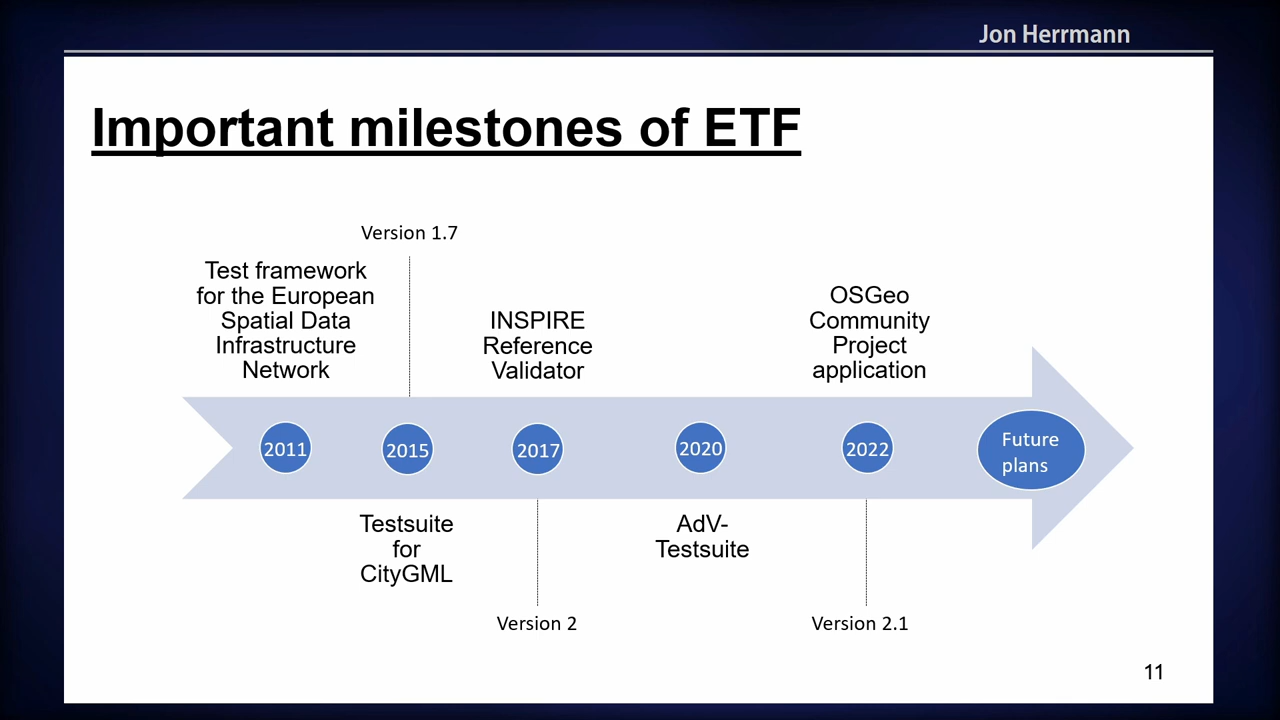 Jon Herrmann
Important milestones of ETF
Version 1.7
Test framework
for the European
Spatial Data
Infrastructure
Network
INSPIRE
Reference
Validator
OSGeo
Community
Project
application
2011
2015
2017
2020
2022
Future
plans
Testsuite
for
CityGML
AdV-
Testsuite
Version 2
Version 2.1
11